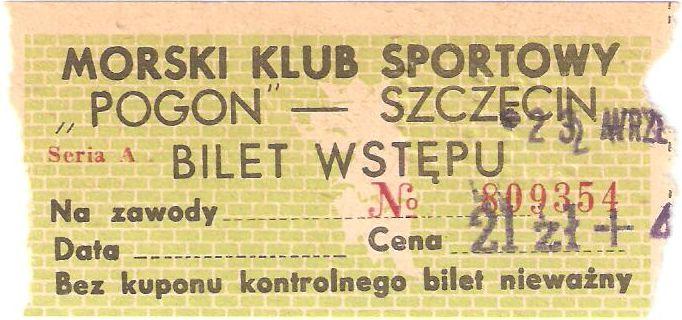 MORSKI KLUB SPORTOWY
„POGON” — SZCZECIN
Seria A BILET WSTĘPU
Na zawody № 809354
Data Cena 21 zł +
Bez kuponu kontrolnego bilet nieważny